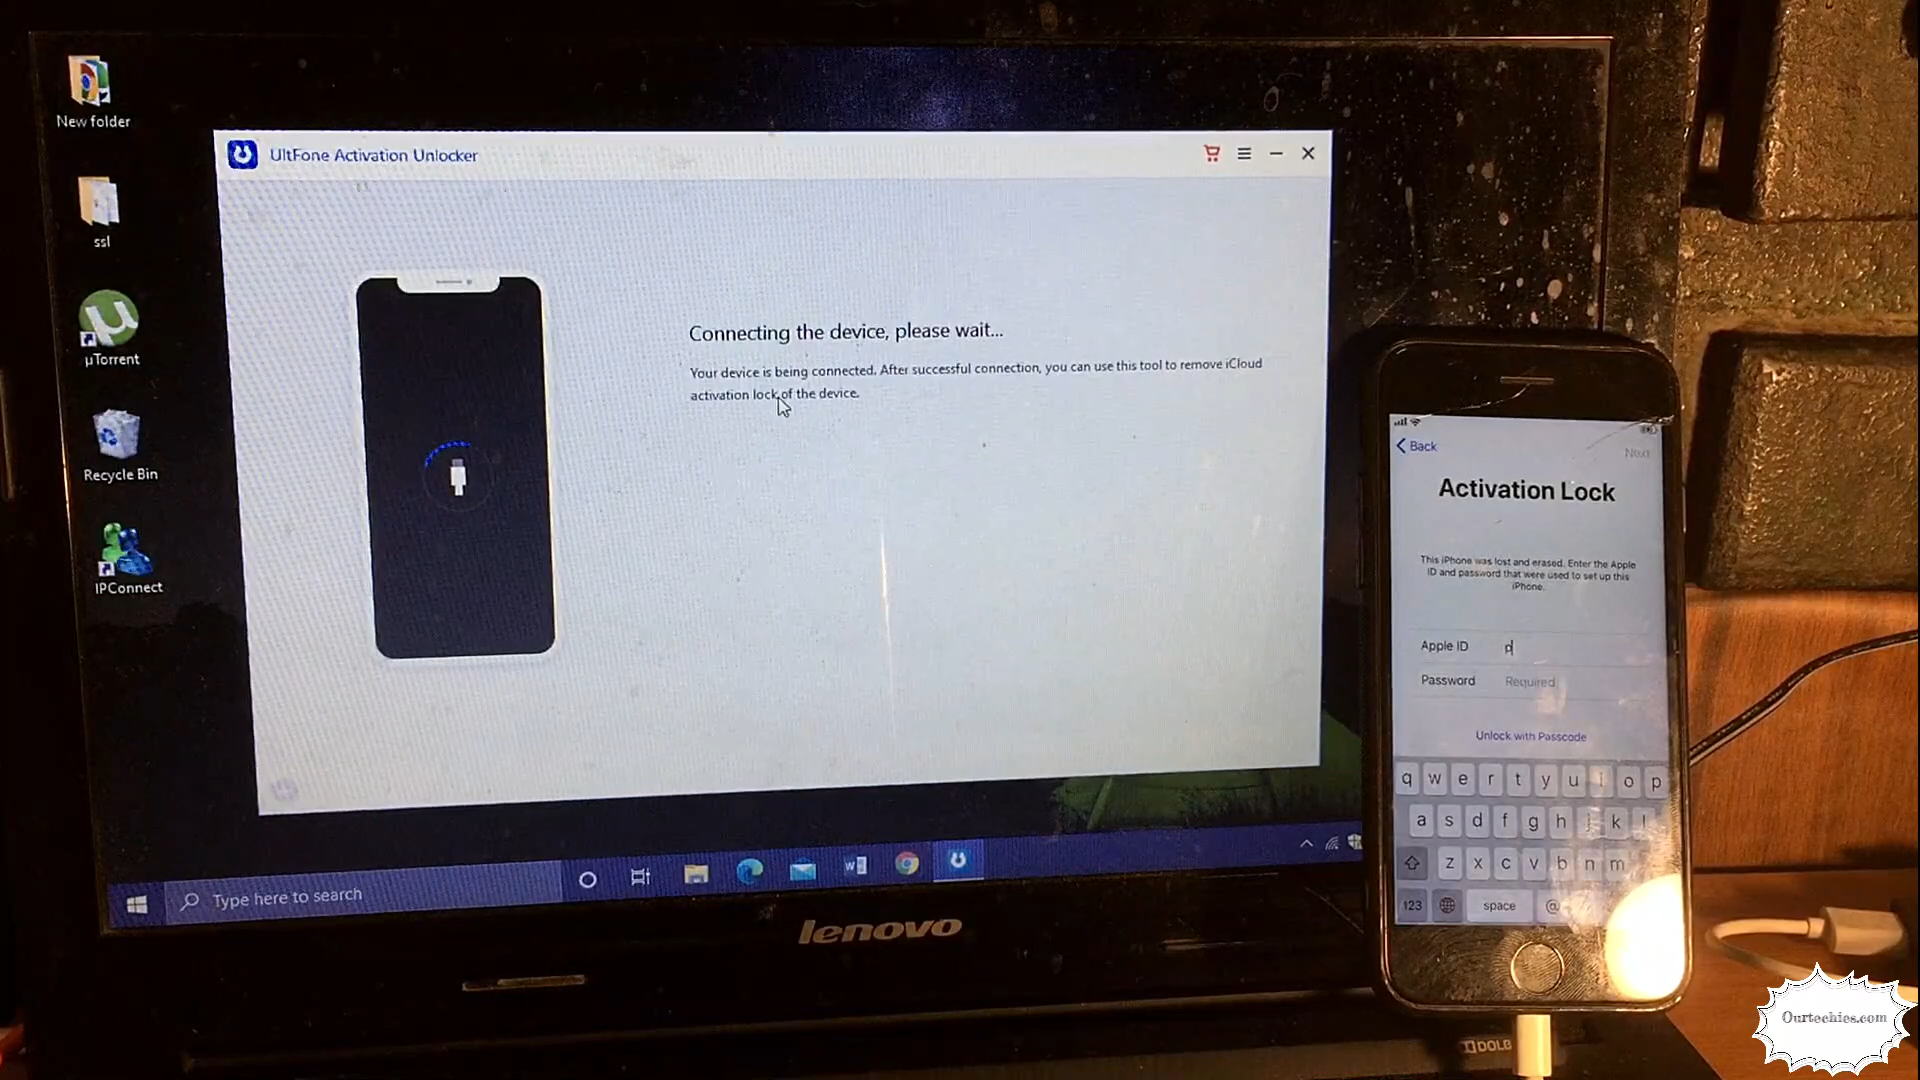 New folder
ssl
µTorrent
Recycle Bin
IPConnect
UltFone Activation Unlocker
Connecting the device, please wait...
Your device is being connected. After successful connection, you can use this tool to remove iCloud
activation lock of the device.
Type here to search
lenovo
Back
Next
Activation Lock
This iPhone was lost and erased. Enter the Apple
ID and password that were used to set up this
iPhone.
Apple ID p
Password Required
Unlock with Passcode
q w e r t y u i o p
a s d f g h j k l
z x c v b n m
123 space @
Ourtechies.com